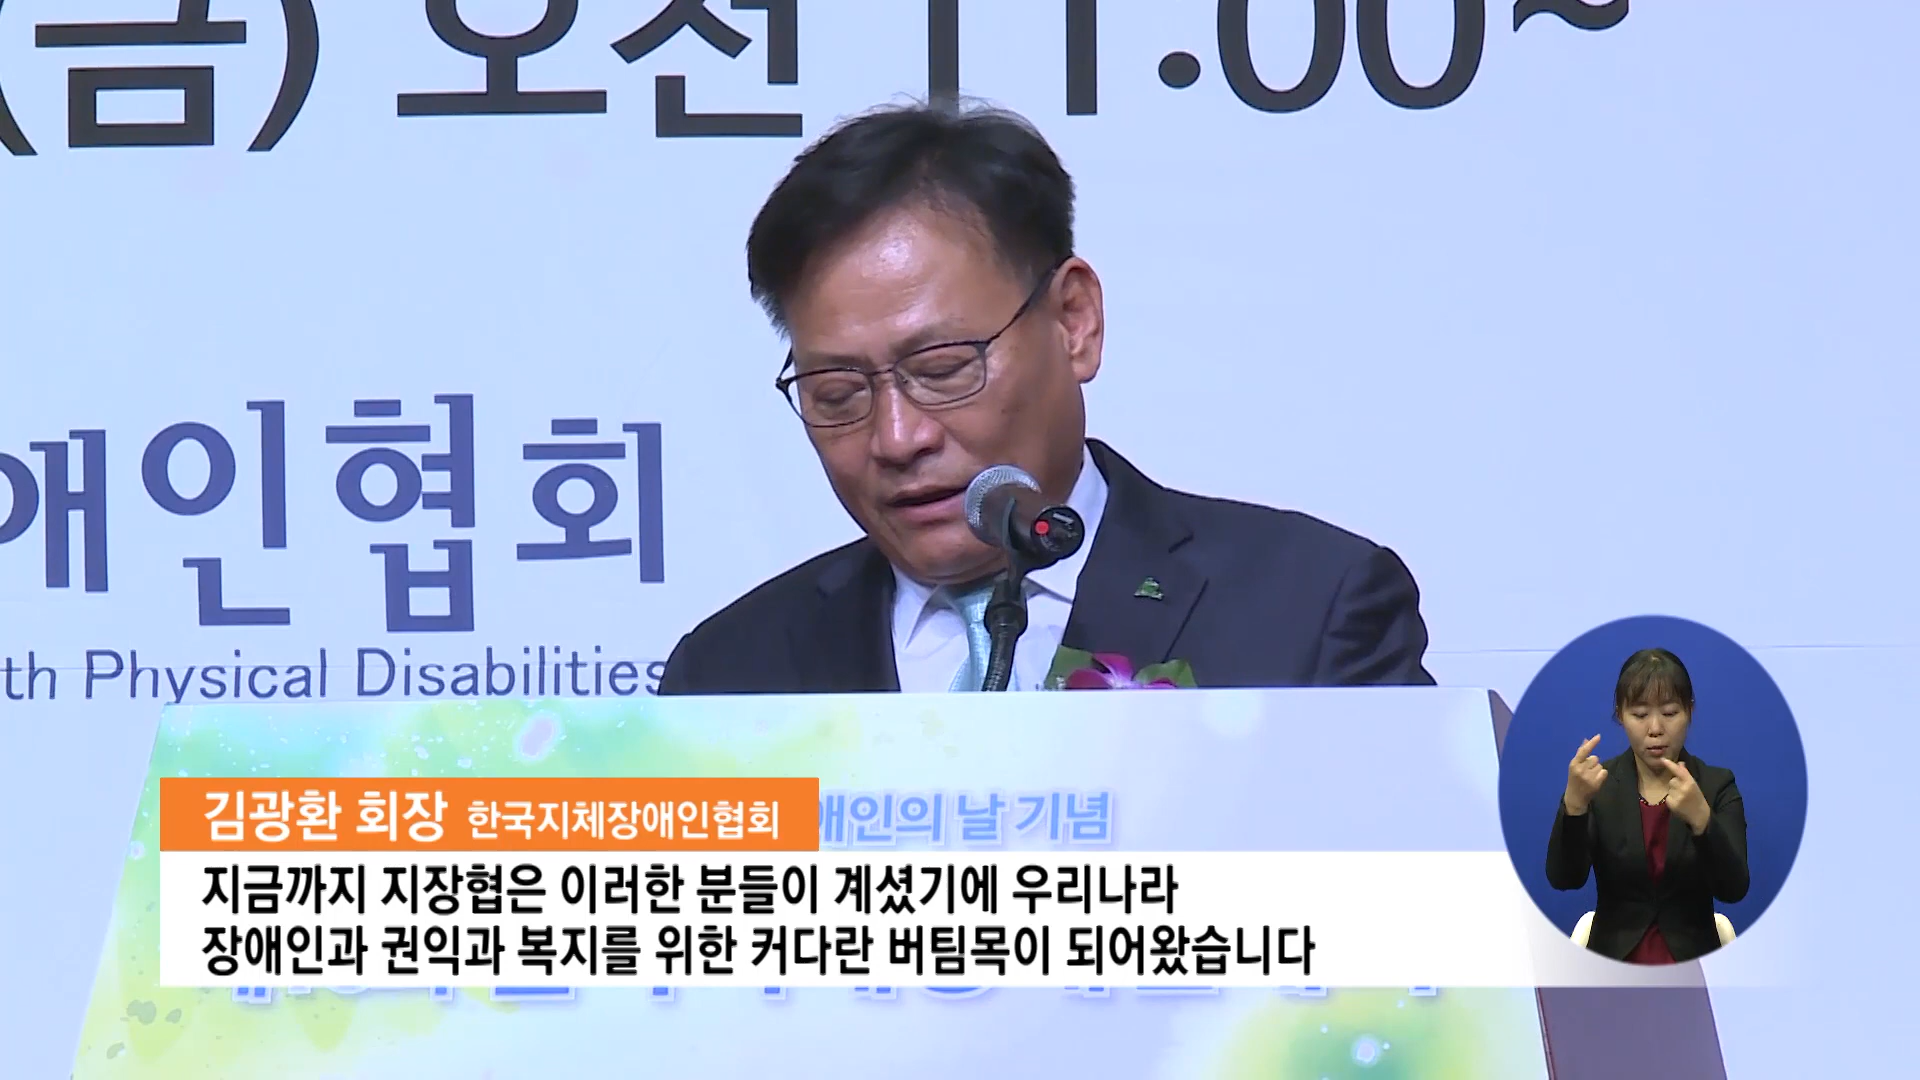 (금) 오전 11:00~
애인협회
th Physical Disabilities
김광환 회장 한국지체장애인협회
애인의 날 기념
지금까지 지장협은 이러한 분들이 계셨기에 우리나라
장애인과 권익과 복지를 위한 커다란 버팀목이 되어왔습니다